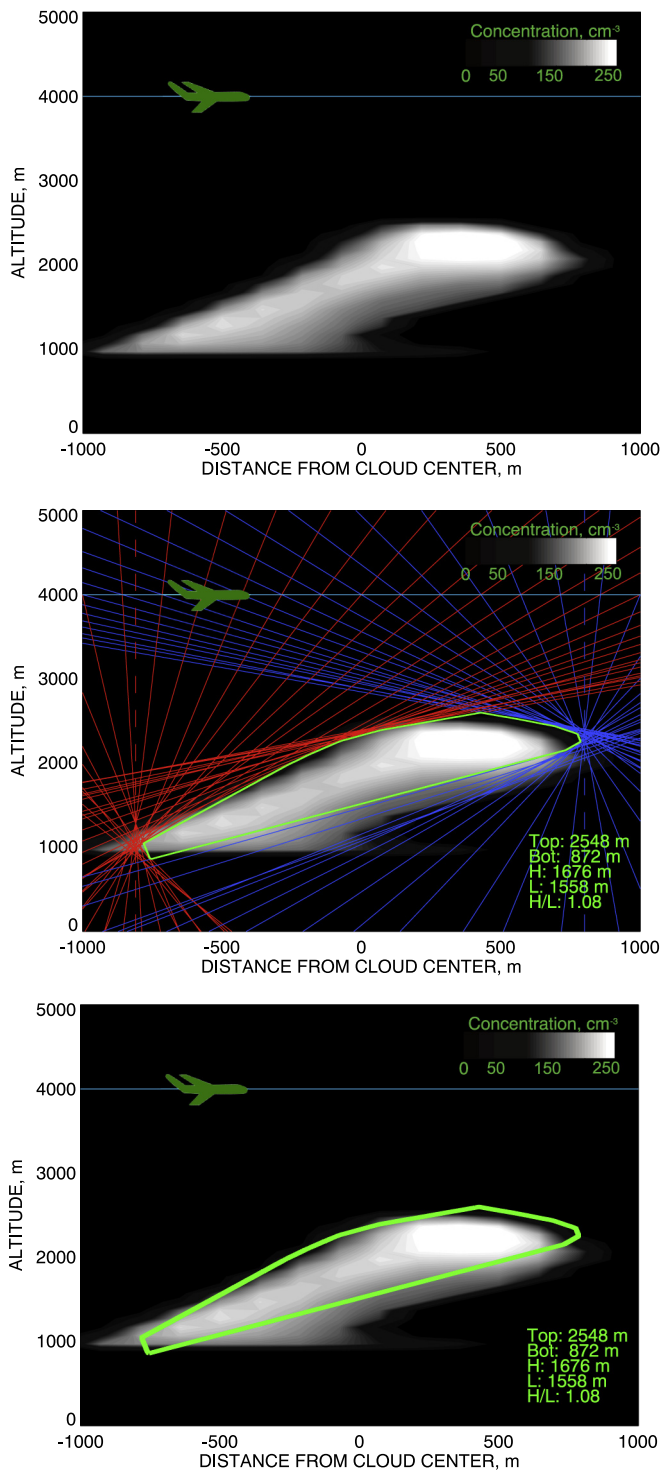 5000
4000
3000
2000
1000
0
ALTITUDE, m
Concentration, cm-3
0 50 150 250
-1000 -500 0 500 1000
DISTANCE FROM CLOUD CENTER, m
5000
4000
3000
2000
1000
0
ALTITUDE, m
Concentration, cm-3
0 50 150 250
Top: 2548 m
Bot: 872 m
H: 1676 m
L: 1558 m
H/L: 1.08
-1000 -500 0 500 1000
DISTANCE FROM CLOUD CENTER, m
5000
4000
3000
2000
1000
0
ALTITUDE, m
Concentration, cm-3
0 50 150 250
Top: 2548 m
Bot: 872 m
H: 1676 m
L: 1558 m
H/L: 1.08
-1000 -500 0 500 1000
DISTANCE FROM CLOUD CENTER, m